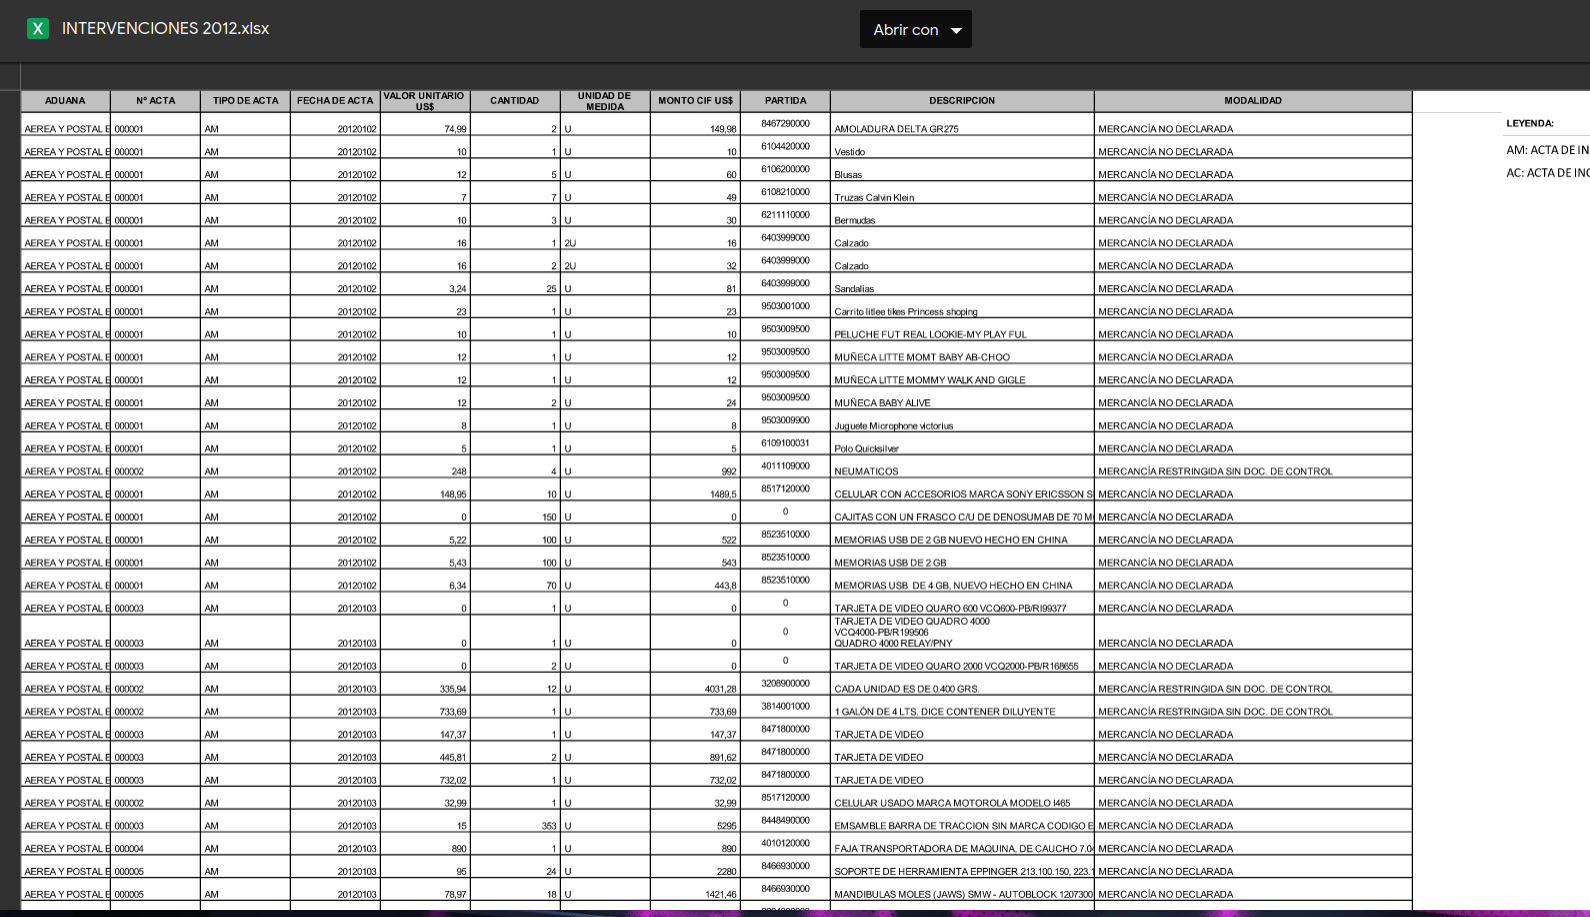 X INTERVENCIONES 2012.xlsx
Abrir con
ADUANA Nº ACTA TIPO DE ACTA FECHA DE ACTA VALOR UNITARIO US$ CANTIDAD UNIDAD DE MEDIDA MONTO CIF US$ PARTIDA DESCRIPCION MODALIDAD
LEYENDA:
AM: ACTA DE IN
AC: ACTA DE INC
AEREA Y POSTAL E 000001 AM 20120102 74,99 2 U 149,98 8467290000 AMOLADURA DELTA GR275 MERCANCÍA NO DECLARADA
AEREA Y POSTAL E 000001 AM 20120102 10 1 U 10 6104420000 Vestido MERCANCÍA NO DECLARADA
AEREA Y POSTAL E 000001 AM 20120102 12 5 U 60 6106200000 Blusas MERCANCÍA NO DECLARADA
AEREA Y POSTAL E 000001 AM 20120102 7 7 U 49 6108210000 Truzas Calvin Klein MERCANCÍA NO DECLARADA
AEREA Y POSTAL E 000001 AM 20120102 10 3 U 30 6211110000 Bermudas MERCANCÍA NO DECLARADA
AEREA Y POSTAL E 000001 AM 20120102 16 1 2U 16 6403999000 Calzado MERCANCÍA NO DECLARADA
AEREA Y POSTAL E 000001 AM 20120102 16 2 2U 32 6403999000 Calzado MERCANCÍA NO DECLARADA
AEREA Y POSTAL E 000001 AM 20120102 3,24 25 U 81 6403999000 Sandalias MERCANCÍA NO DECLARADA
AEREA Y POSTAL E 000001 AM 20120102 23 1 U 23 9503001000 Carrito litlee tikes Princess shoping MERCANCÍA NO DECLARADA
AEREA Y POSTAL E 000001 AM 20120102 10 1 U 10 9503009500 PELUCHE FUT REAL LOOKIE-MY PLAY FUL MERCANCÍA NO DECLARADA
AEREA Y POSTAL E 000001 AM 20120102 12 1 U 12 9503009500 MUÑECA LITTE MOMT BABY AB-CHOO MERCANCÍA NO DECLARADA
AEREA Y POSTAL E 000001 AM 20120102 12 1 U 12 9503009500 MUÑECA LITTE MOMMY WALK AND GIGLE MERCANCÍA NO DECLARADA
AEREA Y POSTAL E 000001 AM 20120102 12 2 U 24 9503009500 MUÑECA BABY ALIVE MERCANCÍA NO DECLARADA
AEREA Y POSTAL E 000001 AM 20120102 8 1 U 8 9503009900 Juguete Microphone victorius MERCANCÍA NO DECLARADA
AEREA Y POSTAL E 000001 AM 20120102 5 1 U 5 6109100031 Polo Quicksilver MERCANCÍA NO DECLARADA
AEREA Y POSTAL E 000002 AM 20120102 248 4 U 992 4011109000 NEUMATICOS MERCANCÍA RESTRINGIDA SIN DOC. DE CONTROL
AEREA Y POSTAL E 000001 AM 20120102 148,95 10 U 1489,5 8517120000 CELULAR CON ACCESORIOS MARCA SONY ERICSSON S MERCANCÍA NO DECLARADA
AEREA Y POSTAL E 000001 AM 20120102 0 150 U 0 0 CAJITAS CON UN FRASCO C/U DE DENOSUMAB DE 70 M MERCANCÍA NO DECLARADA
AEREA Y POSTAL E 000001 AM 20120102 5,22 100 U 522 8523510000 MEMORIAS USB DE 2 GB NUEVO HECHO EN CHINA MERCANCÍA NO DECLARADA
AEREA Y POSTAL E 000001 AM 20120102 5,43 100 U 543 8523510000 MEMORIAS USB DE 2 GB MERCANCÍA NO DECLARADA
AEREA Y POSTAL E 000001 AM 20120102 6,34 70 U 443,8 8523510000 MEMORIAS USB DE 4 GB, NUEVO HECHO EN CHINA MERCANCÍA NO DECLARADA
AEREA Y POSTAL E 000003 AM 20120103 0 1 U 0 0 TARJETA DE VIDEO QUARO 600 VCQ600-PB/RI99377 MERCANCÍA NO DECLARADA
TARJETA DE VIDEO QUADRO 4000
VCQ4000-PB/R199506
AEREA Y POSTAL E 000003 AM 20120103 0 1 U 0 0 QUADRO 4000 RELAY/PNY MERCANCÍA NO DECLARADA
AEREA Y POSTAL E 000003 AM 20120103 0 2 U 0 0 TARJETA DE VIDEO QUARO 2000 VCQ2000-PB/R168655 MERCANCÍA NO DECLARADA
AEREA Y POSTAL E 000002 AM 20120103 335,94 12 U 4031,28 3208900000 CADA UNIDAD ES DE 0.400 GRS. MERCANCÍA RESTRINGIDA SIN DOC. DE CONTROL
AEREA Y POSTAL E 000002 AM 20120103 733,69 1 U 733,69 3814001000 1 GALÓN DE 4 LTS. DICE CONTENER DILUYENTE MERCANCÍA RESTRINGIDA SIN DOC. DE CONTROL
AEREA Y POSTAL E 000003 AM 20120103 147,37 1 U 147,37 8471800000 TARJETA DE VIDEO MERCANCÍA NO DECLARADA
AEREA Y POSTAL E 000003 AM 20120103 445,81 2 U 891,62 8471800000 TARJETA DE VIDEO MERCANCÍA NO DECLARADA
AEREA Y POSTAL E 000003 AM 20120103 732,02 1 U 732,02 8471800000 TARJETA DE VIDEO MERCANCÍA NO DECLARADA
AEREA Y POSTAL E 000002 AM 20120103 32,99 1 U 32,99 8517120000 CELULAR USADO MARCA MOTOROLA MODELO I465 MERCANCÍA NO DECLARADA
AEREA Y POSTAL E 000003 AM 20120103 15 353 U 5295 8448490000 EMSAMBLE BARRA DE TRACCION SIN MARCA CODIGO E MERCANCÍA NO DECLARADA
AEREA Y POSTAL E 000004 AM 20120103 890 1 U 890 4010120000 FAJA TRANSPORTADORA DE MAQUINA, DE CAUCHO 7.0 MERCANCÍA NO DECLARADA
AEREA Y POSTAL E 000005 AM 20120103 95 24 U 2280 8466930000 SOPORTE DE HERRAMIENTA EPPINGER 213.100.150, 223.1 MERCANCÍA NO DECLARADA
AEREA Y POSTAL E 000005 AM 20120103 78,97 18 U 1421,46 8466930000 MANDIBULAS MOLES (JAWS) SMW - AUTOBLOCK 1207300 MERCANCÍA NO DECLARADA